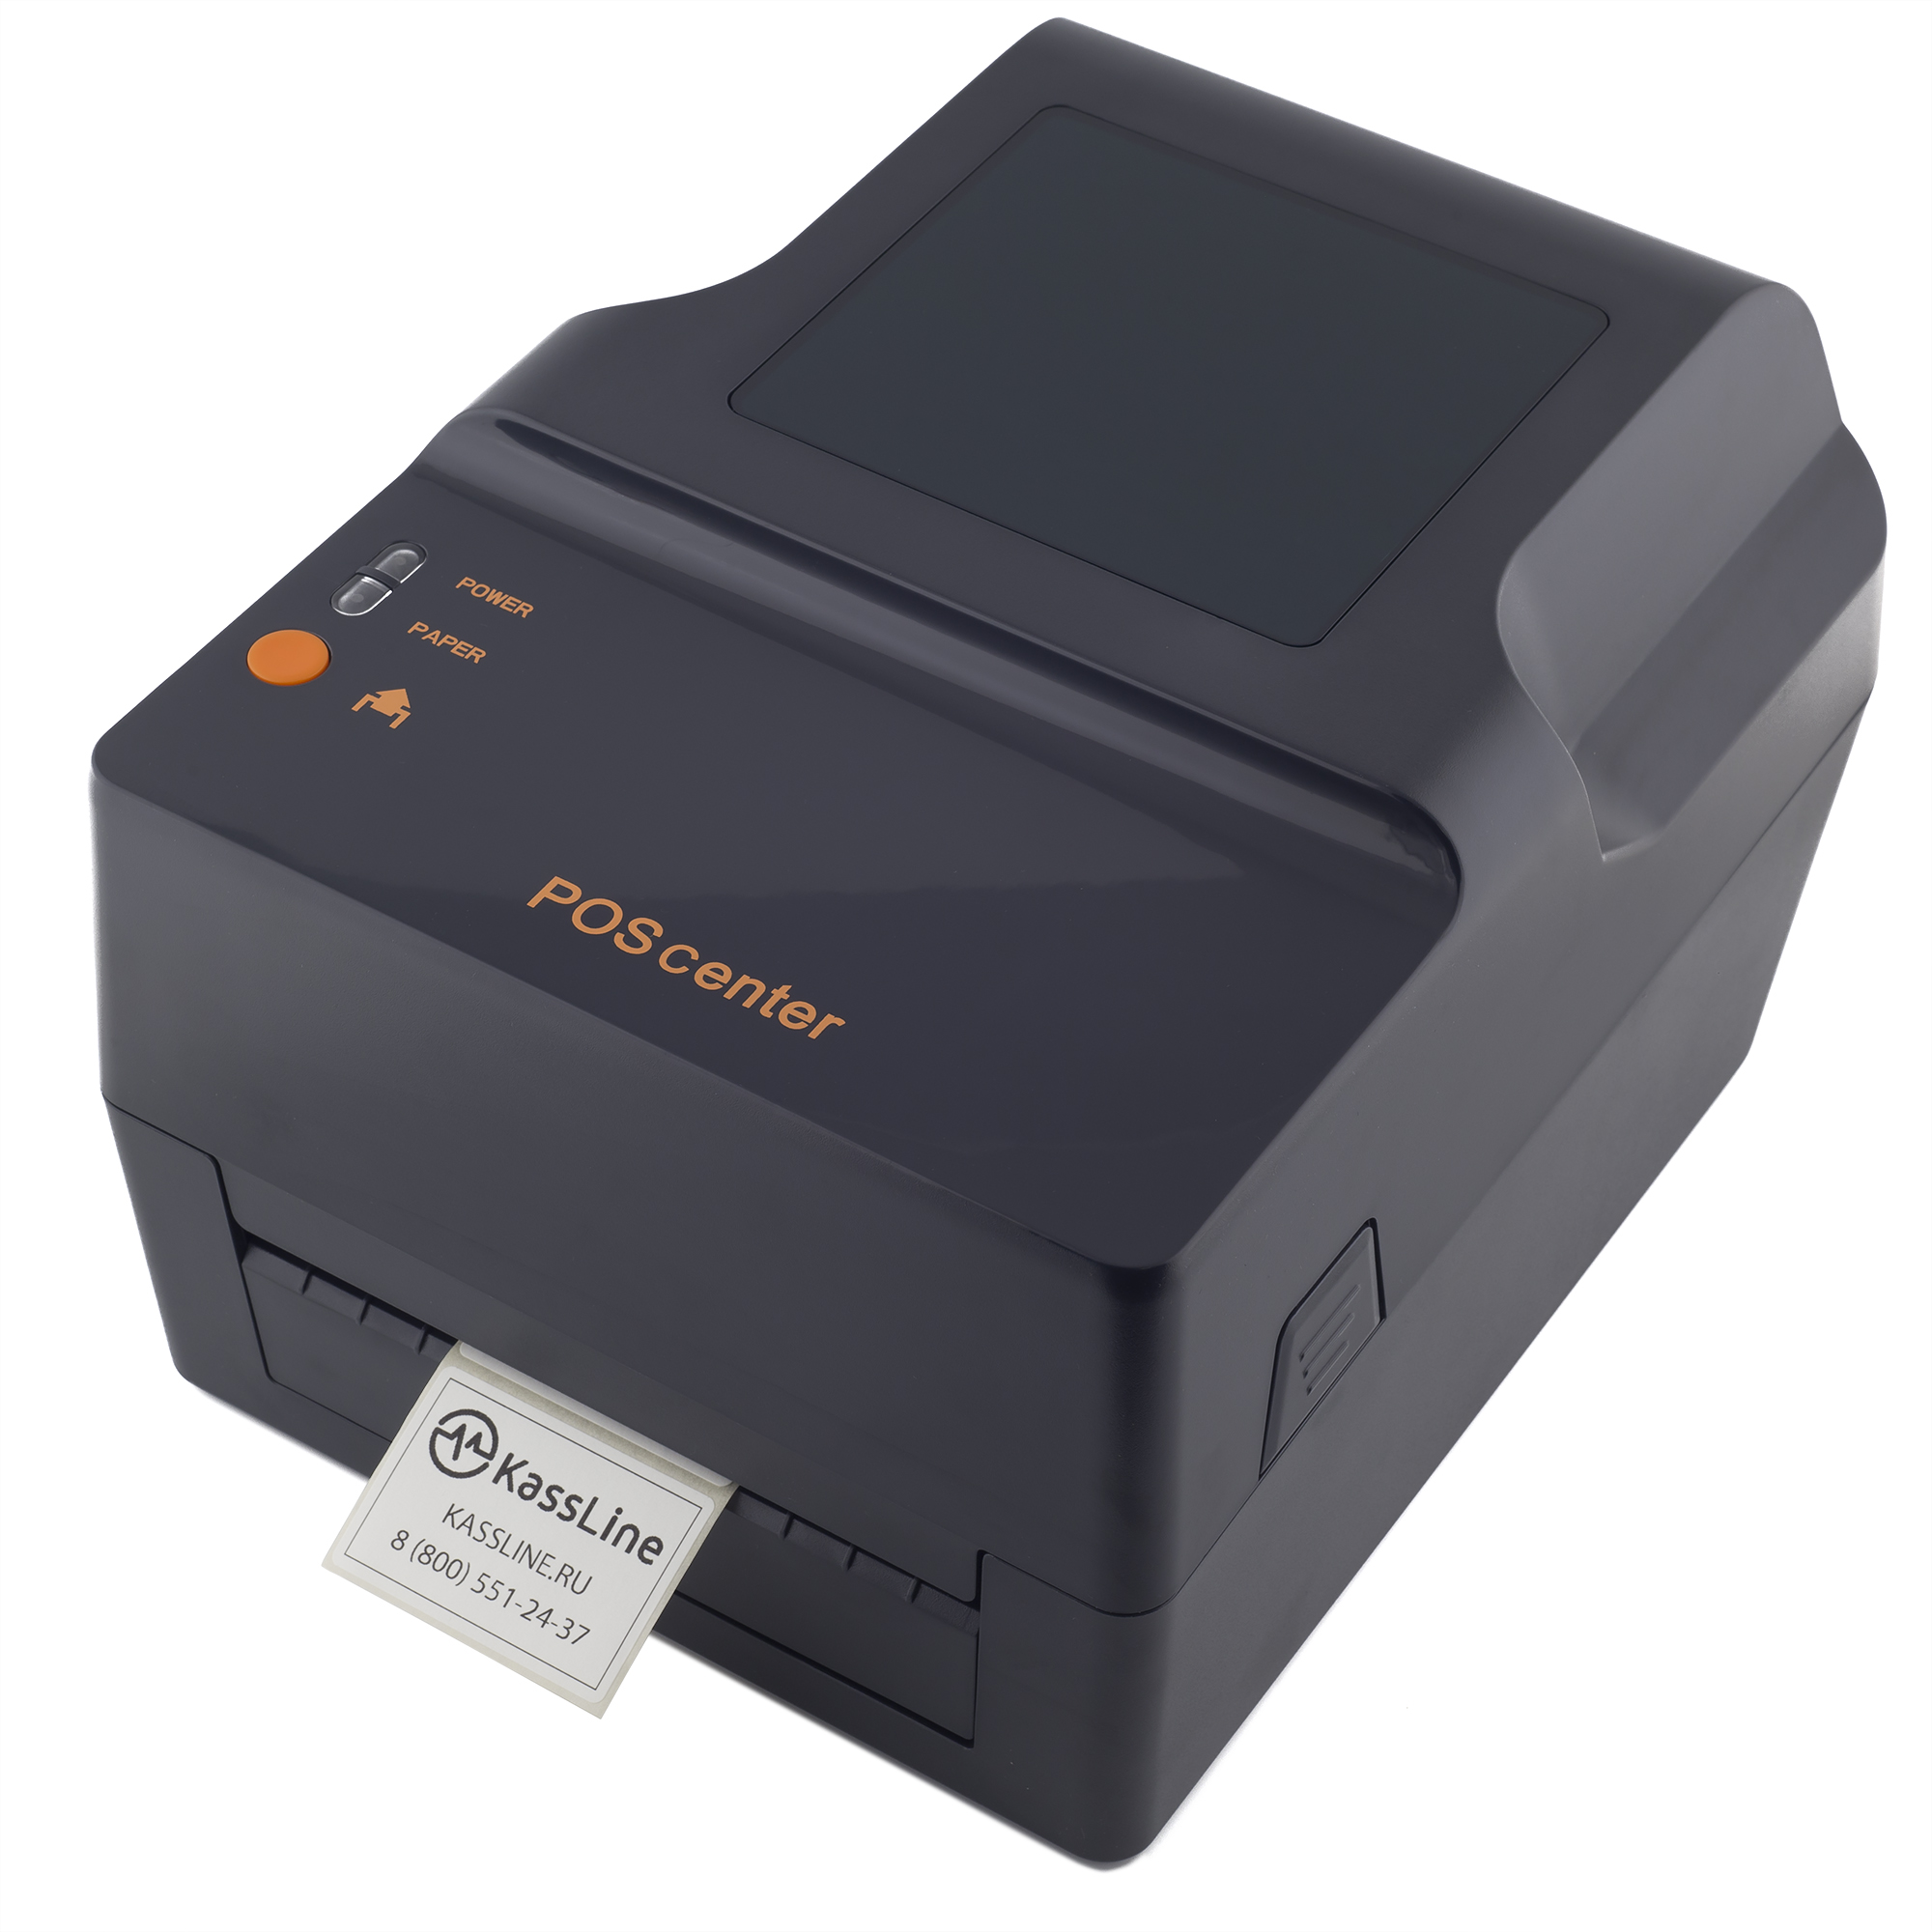 POWER
PAPER
POScenter
KassLine
KASSLINE.RU
8 (800) 551-24-37